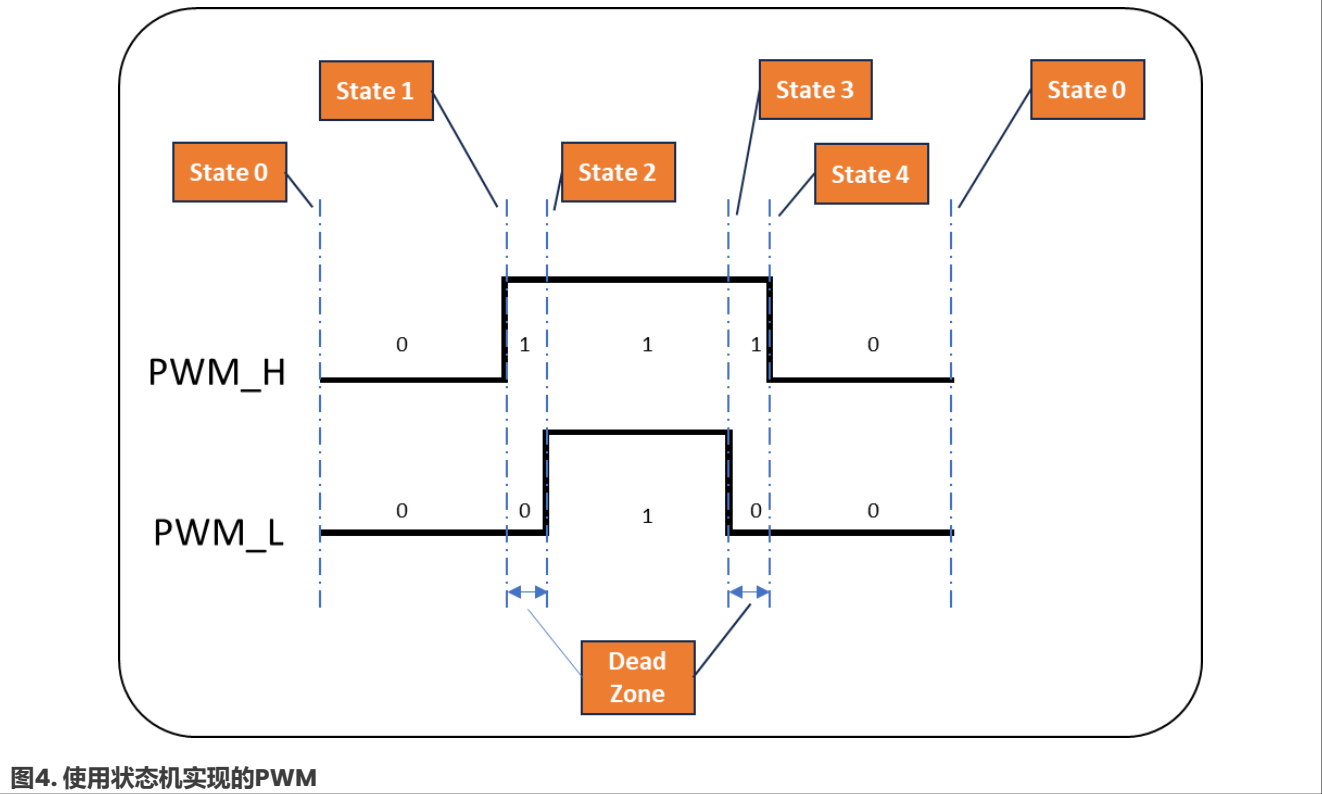 State 1
State 3
State 0
State 0
State 2
State 4
0
1
1
1
0
PWM_H
0
0
1
0
0
PWM_L
Dead
Zone
图4. 使用状态机实现的PWM